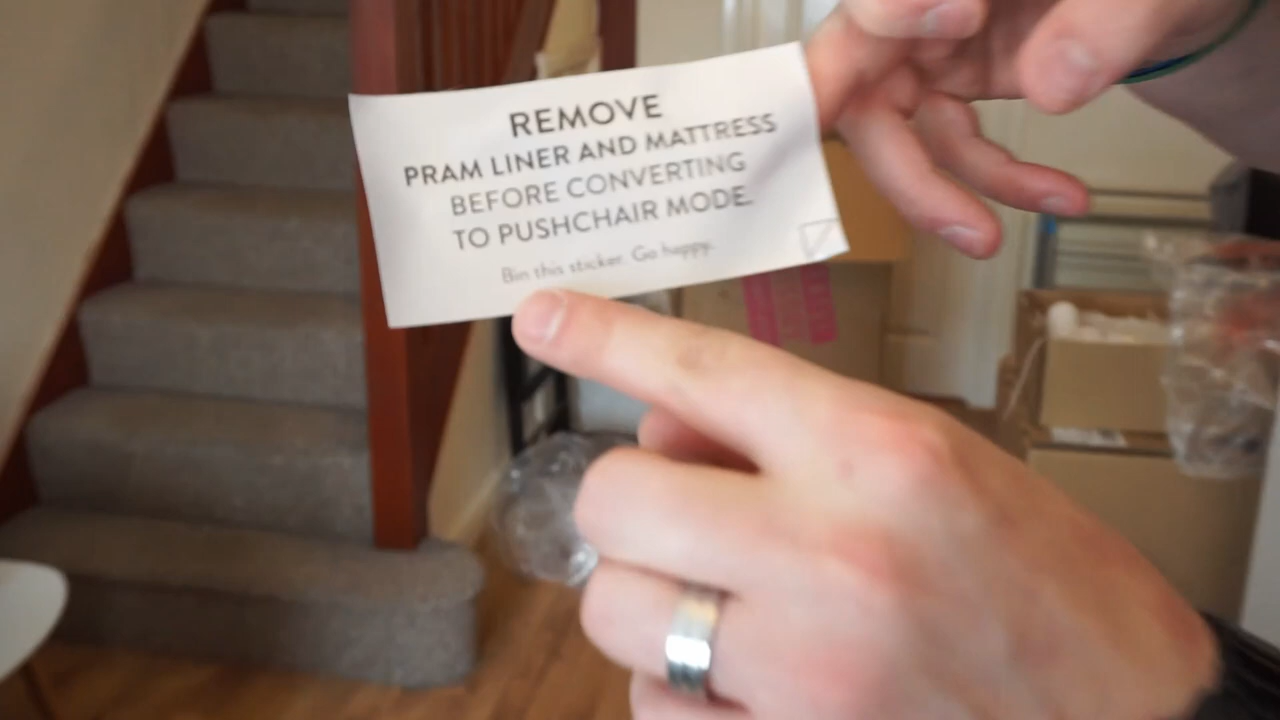 REMOVE
PRAM LINER AND MATTRESS
BEFORE CONVERTING
TO PUSHCHAIR MODE.
Bin this sticker. Go happy.